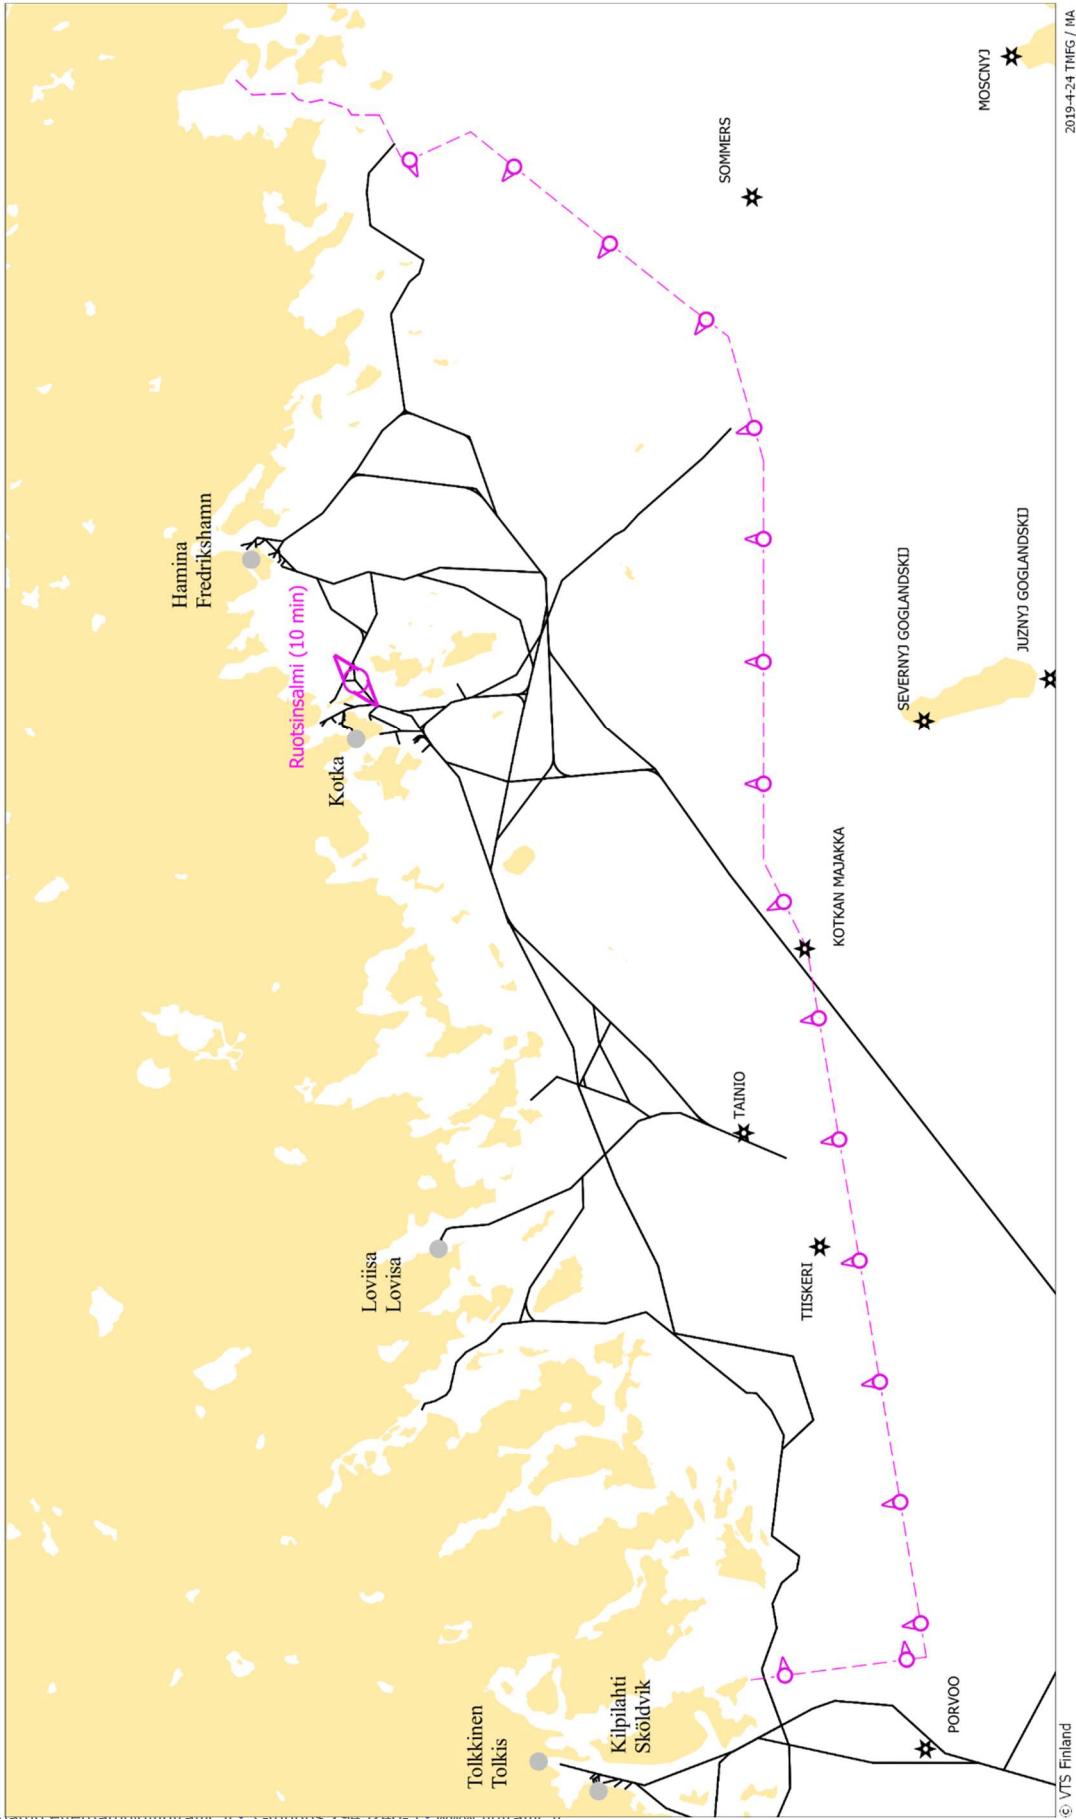 Hamina
Fredrikshamn
Ruotsinsalmi (10 min)
Kotka
Loviisa
Lovisa
Tolkkinen
Tolkis
Kilpilahti
Sköldvik
PORVOO
TIISKERI
TAINIO
KOTKAN MAJAKKA
SEVERNYJ GOGLANDSKIJ
JUZNYJ GOGLANDSKIJ
SOMMERS
MOSCNYJ
© VTS Finland
2019-4-24 TMFG / MA